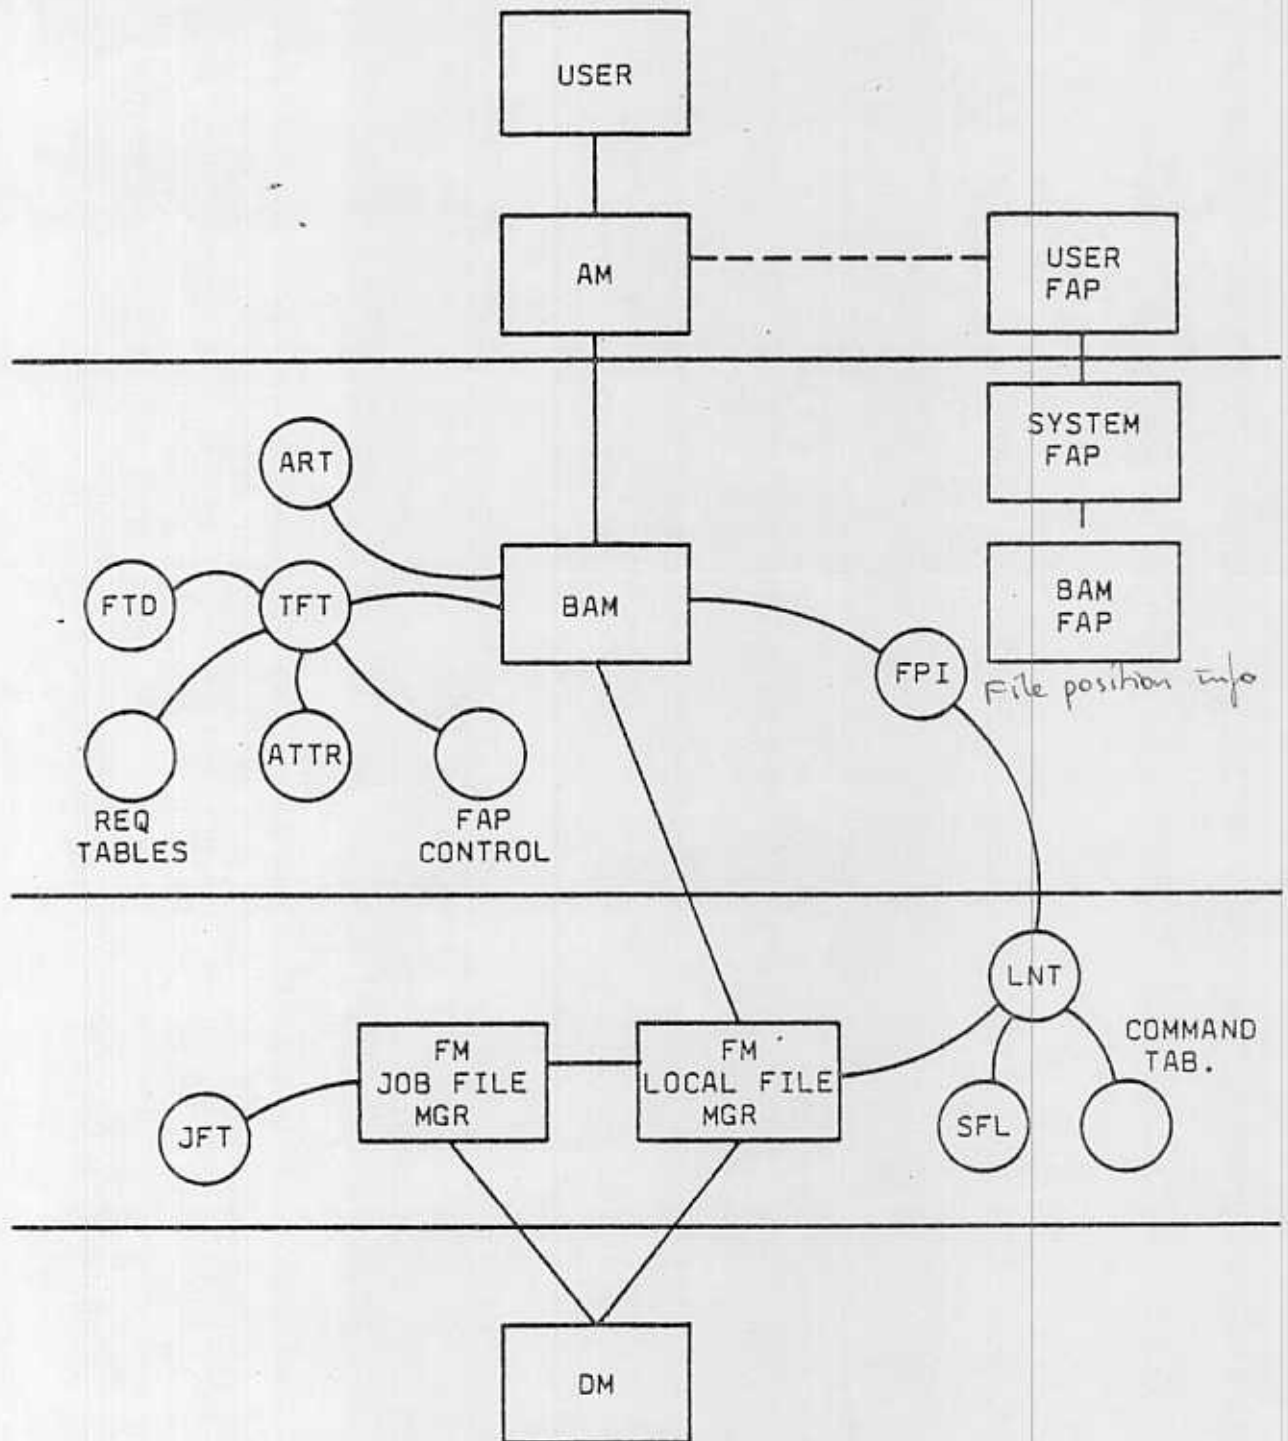 USER
AM
USER
FAP
SYSTEM
FAP
ART
FTD
TFT
BAM
BAM
FAP
FPI
File position info
ATTR
REQ
TABLES
FAP
CONTROL
LNT
COMMAND
TAB.
FM
JOB FILE
MGR
FM
LOCAL FILE
MGR
JFT
SFL
DM